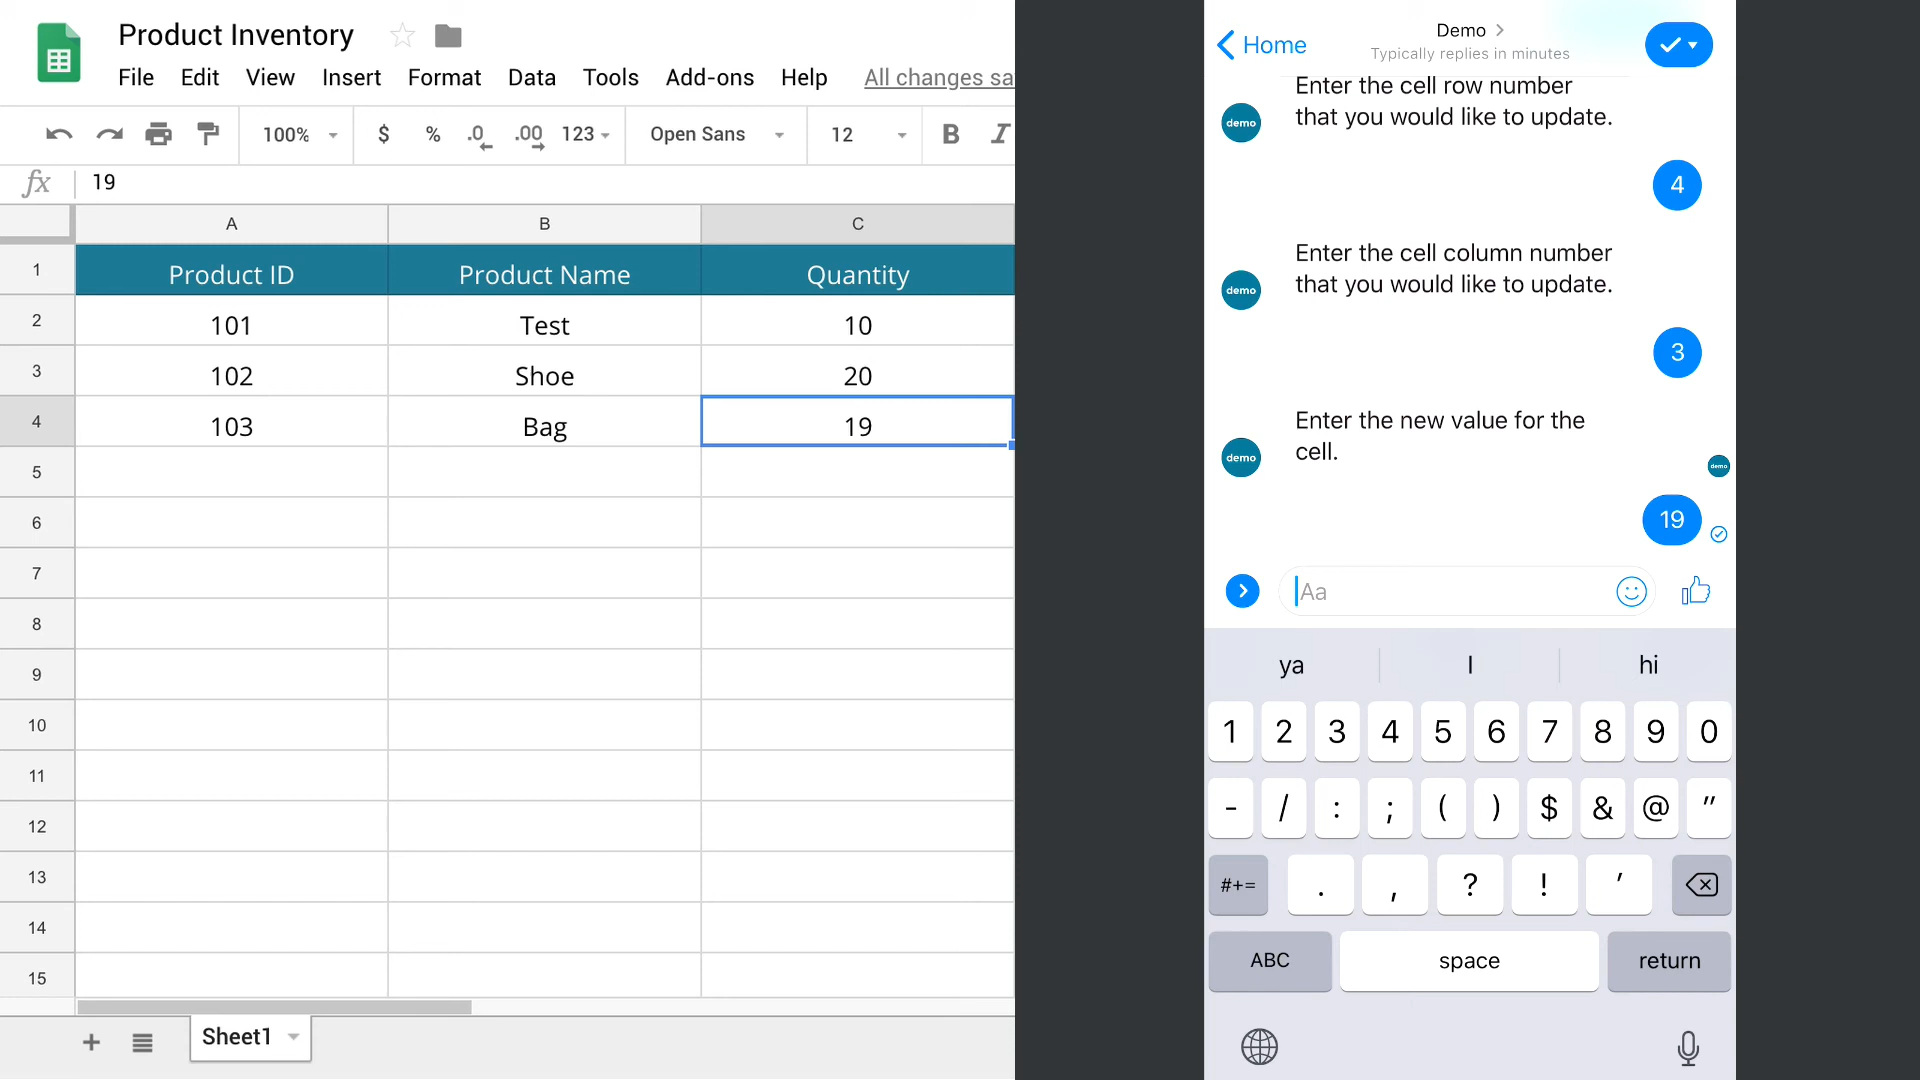 Product Inventory
File Edit View Insert Format Data Tools Add-ons Help All changes sa
100% $ % .0 .00 123 Open Sans 12 B I
fx 19
A B C
1 Product ID Product Name Quantity
2 101 Test 10
3 102 Shoe 20
4 103 Bag 19
5
6
7
8
9
10
11
12
13
14
15
+ Sheet1
Home
Demo
Typically replies in minutes
Enter the cell row number
that you would like to update.
demo
4
Enter the cell column number
that you would like to update.
demo
3
Enter the new value for the
cell.
demo
demo
19
Aa
ya I hi
1 2 3 4 5 6 7 8 9 0
- / : ; ( ) $ & @ "
#+= . , ? ! '
ABC space return